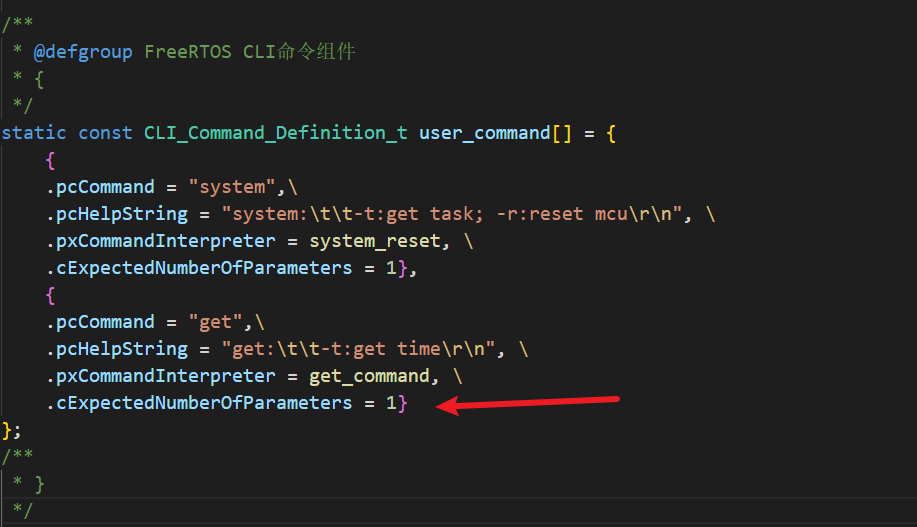 /**
 * @defgroup FreeRTOS CLI命令组件
 * {
 */
static const CLI_Command_Definition_t user_command[] = {
    {
    .pcCommand = "system",\
    .pcHelpString = "system:\t\t-t:get task; -r:reset mcu\r\n", \
    .pxCommandInterpreter = system_reset, \
    .cExpectedNumberOfParameters = 1},
    {
    .pcCommand = "get",\
    .pcHelpString = "get:\t\t-t:get time\r\n", \
    .pxCommandInterpreter = get_command, \
    .cExpectedNumberOfParameters = 1}
};
/**
 * }
 */